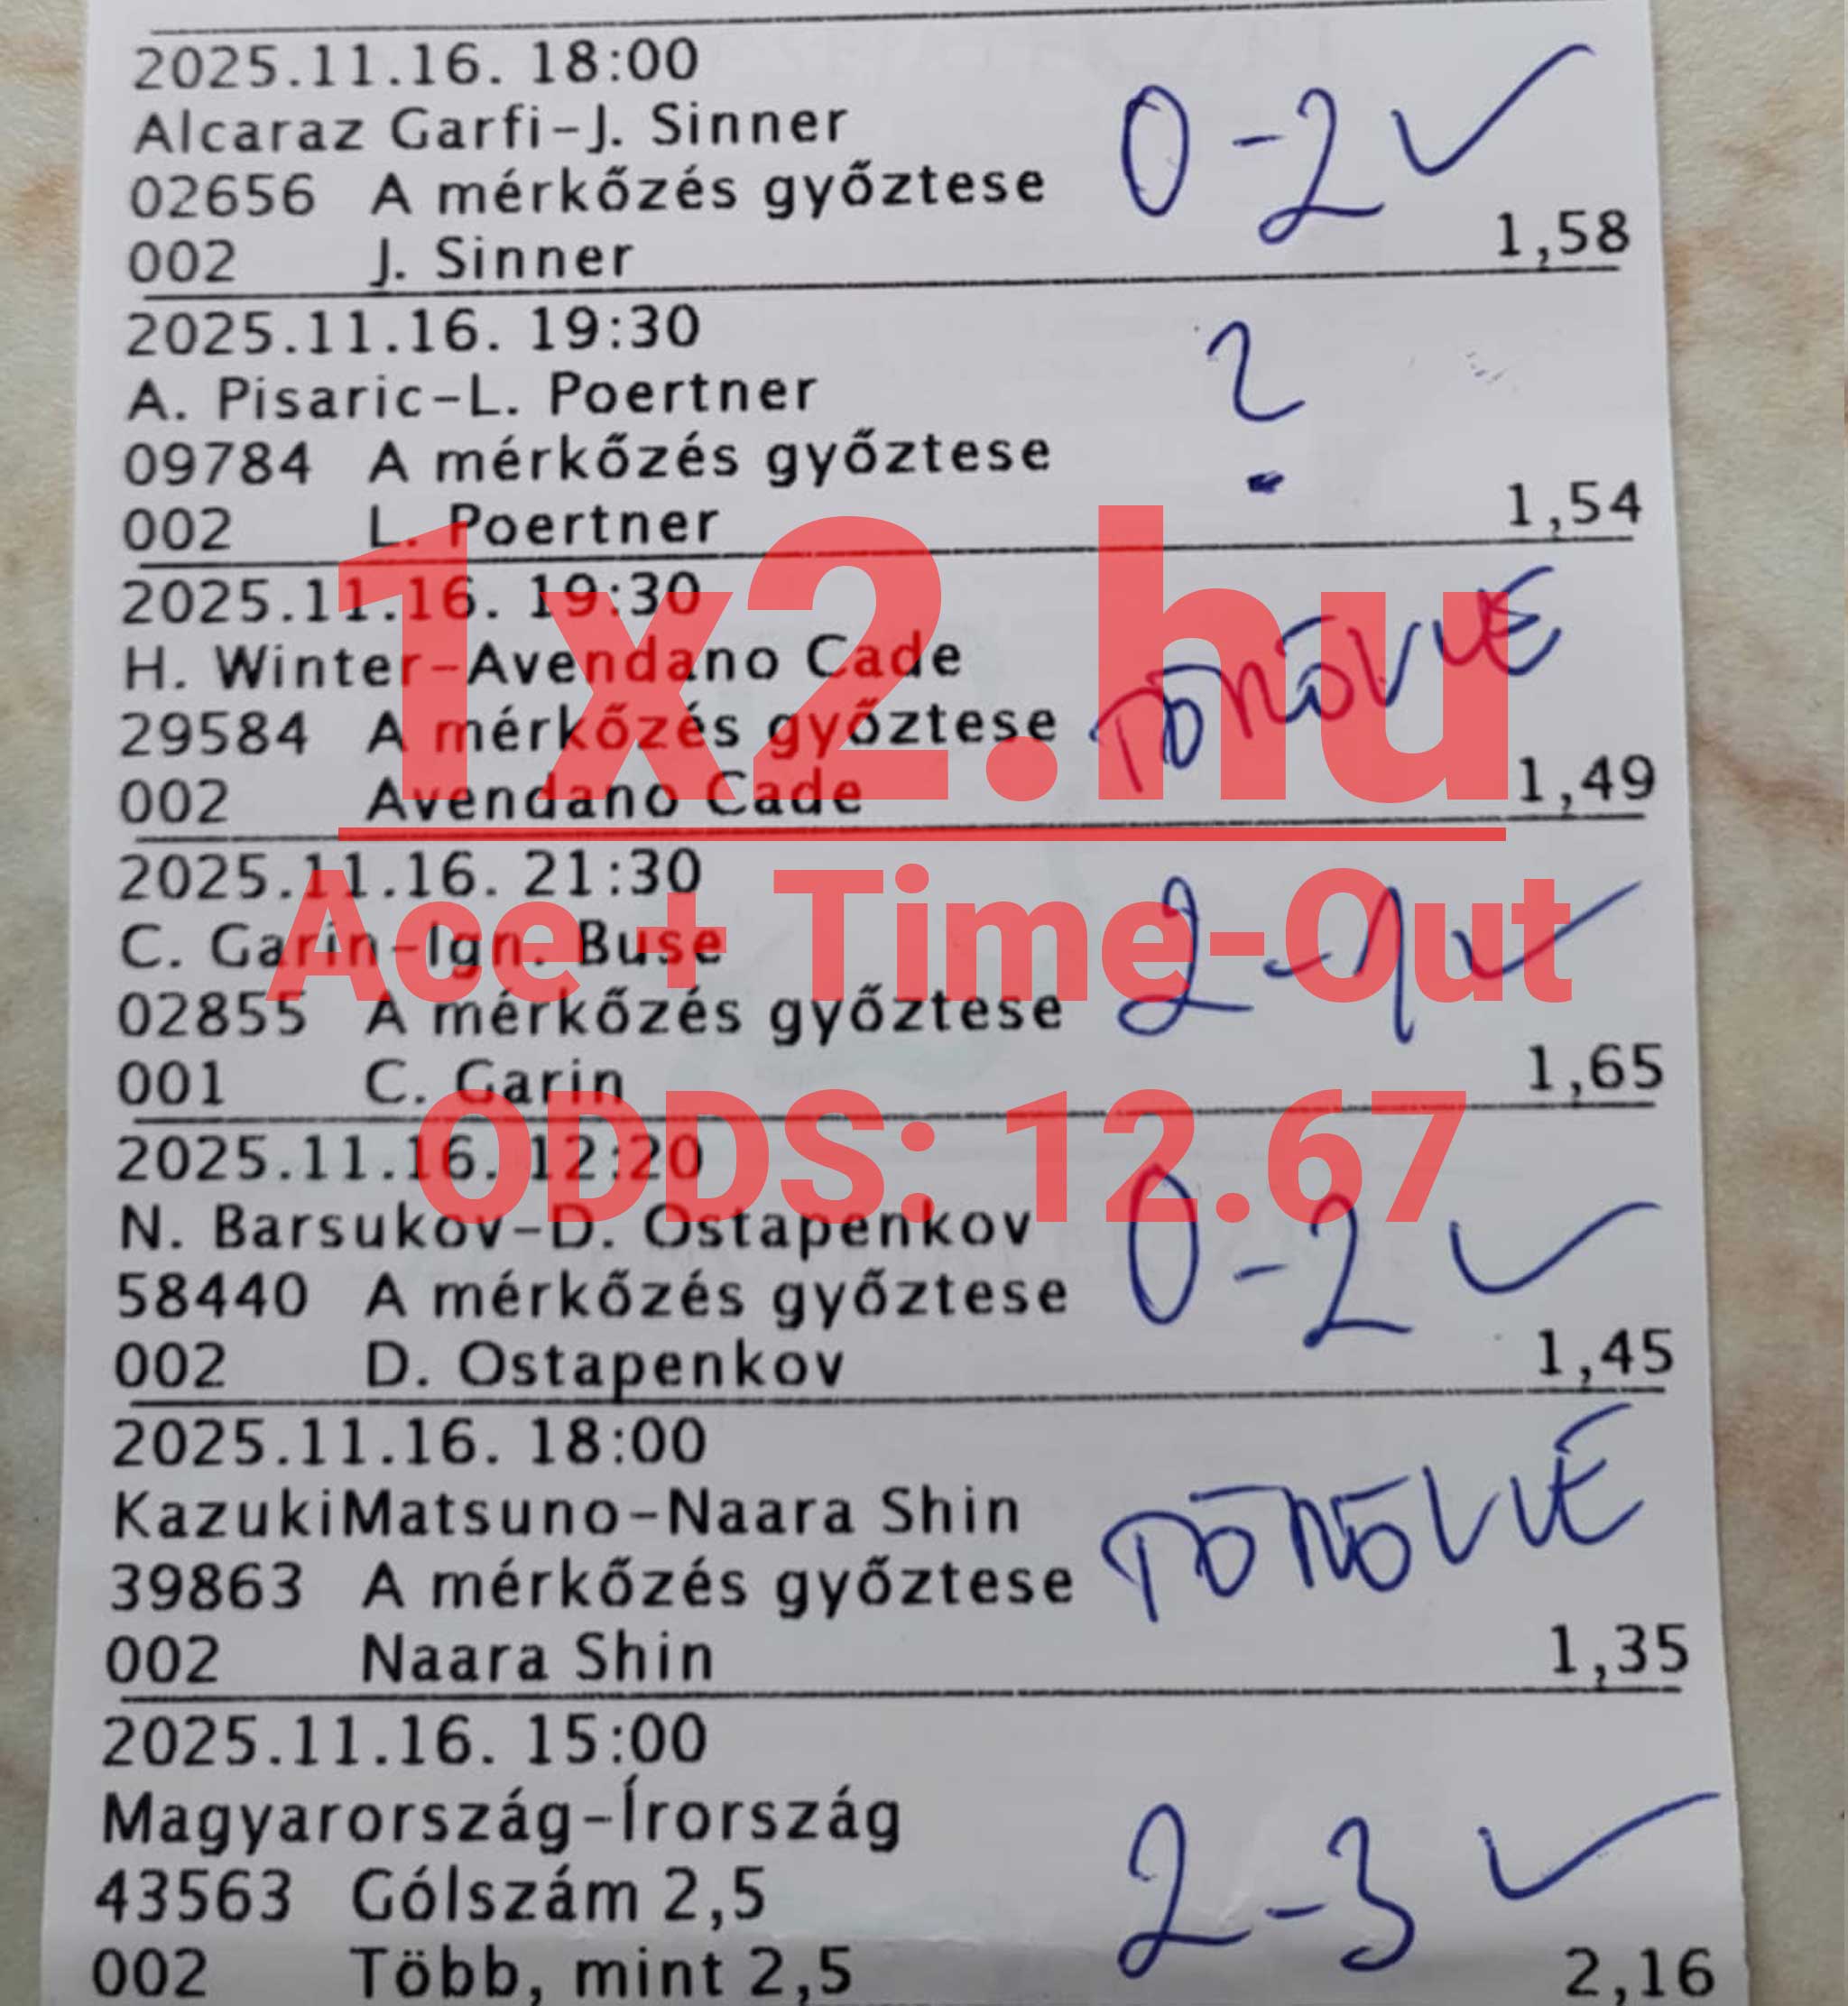 2025.11.16. 18:00
Alcaraz Garfi-J. Sinner
02656 A mérkőzés győztese
0-2 ✓
002 J. Sinner 1,58
2025.11.16. 19:30
A. Pisaric-L. Poertner
?
09784 A mérkőzés győztese
002 L. Poertner 1,54
1x2.hu
2025.11.16. 19:30
H. Winter-Avendano Cade
TÖRÖLVE
29584 A mérkőzés győztese
002 Avendano Cade 1,49
Ace + Time-Out
2025.11.16. 21:30
C. Garin-Ign. Buse
2-1 ✓
02855 A mérkőzés győztese
001 C. Garin 1,65
ODDS: 12.67
2025.11.16. 12:20
N. Barsukov-D. Ostapenkov
0-2 ✓
58440 A mérkőzés győztese
002 D. Ostapenkov 1,45
2025.11.16. 18:00
KazukiMatsuno-Naara Shin
TÖRÖLVE
39863 A mérkőzés győztese
002 Naara Shin 1,35
2025.11.16. 15:00
Magyarország-Írország
43563 Gólszám 2,5
2-3 ✓
002 Több, mint 2,5 2,16